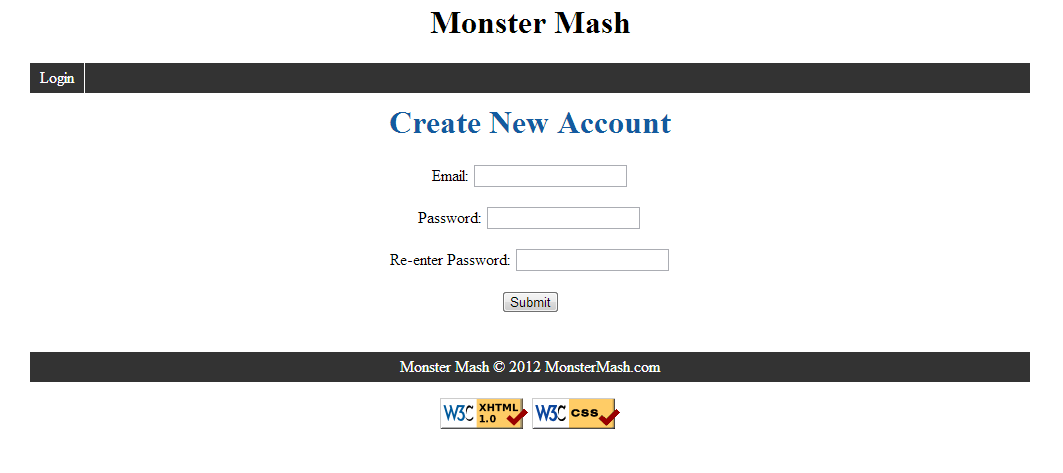 Monster Mash
Login
Create New Account
Email:
Password:
Re-enter Password:
Submit
Monster Mash © 2012 MonsterMash.com
W3C XHTML 1.0 W3C css